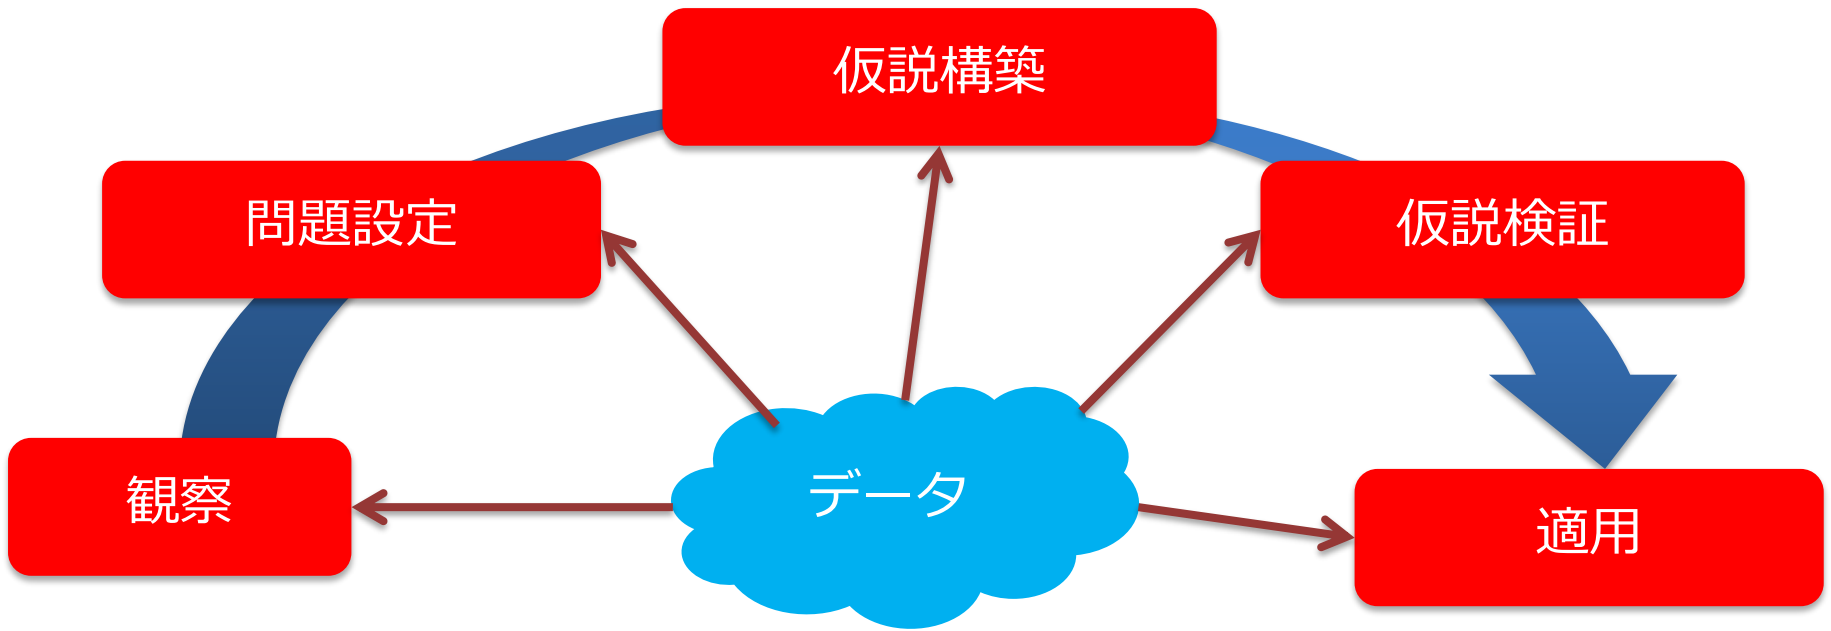 仮説構築
問題設定
仮説検証
観察
データ
適用